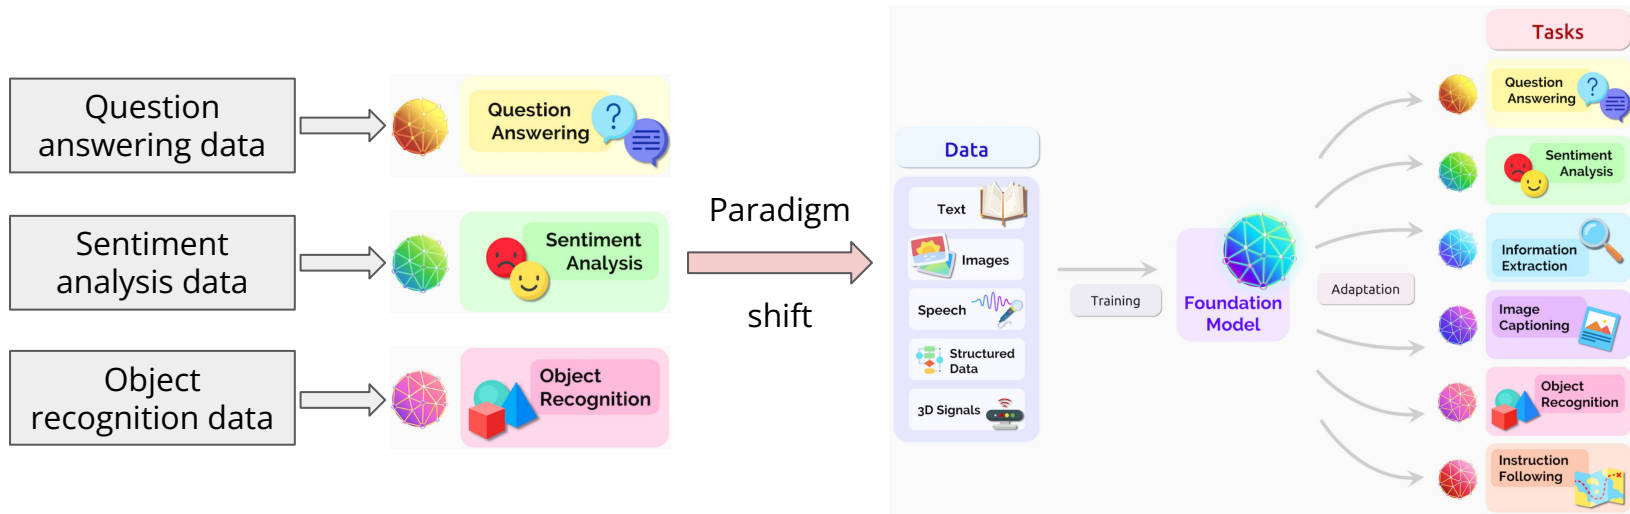 Question
answering data
Question
Answering
?
Sentiment
analysis data
Sentiment
Analysis
Object
recognition data
Object
Recognition
Paradigm
shift
Data
Text
Images
Speech
Structured
Data
3D Signals
Training
Foundation
Model
Adaptation
Tasks
Question
Answering
?
Sentiment
Analysis
Information
Extraction
Image
Captioning
Object
Recognition
Instruction
Following